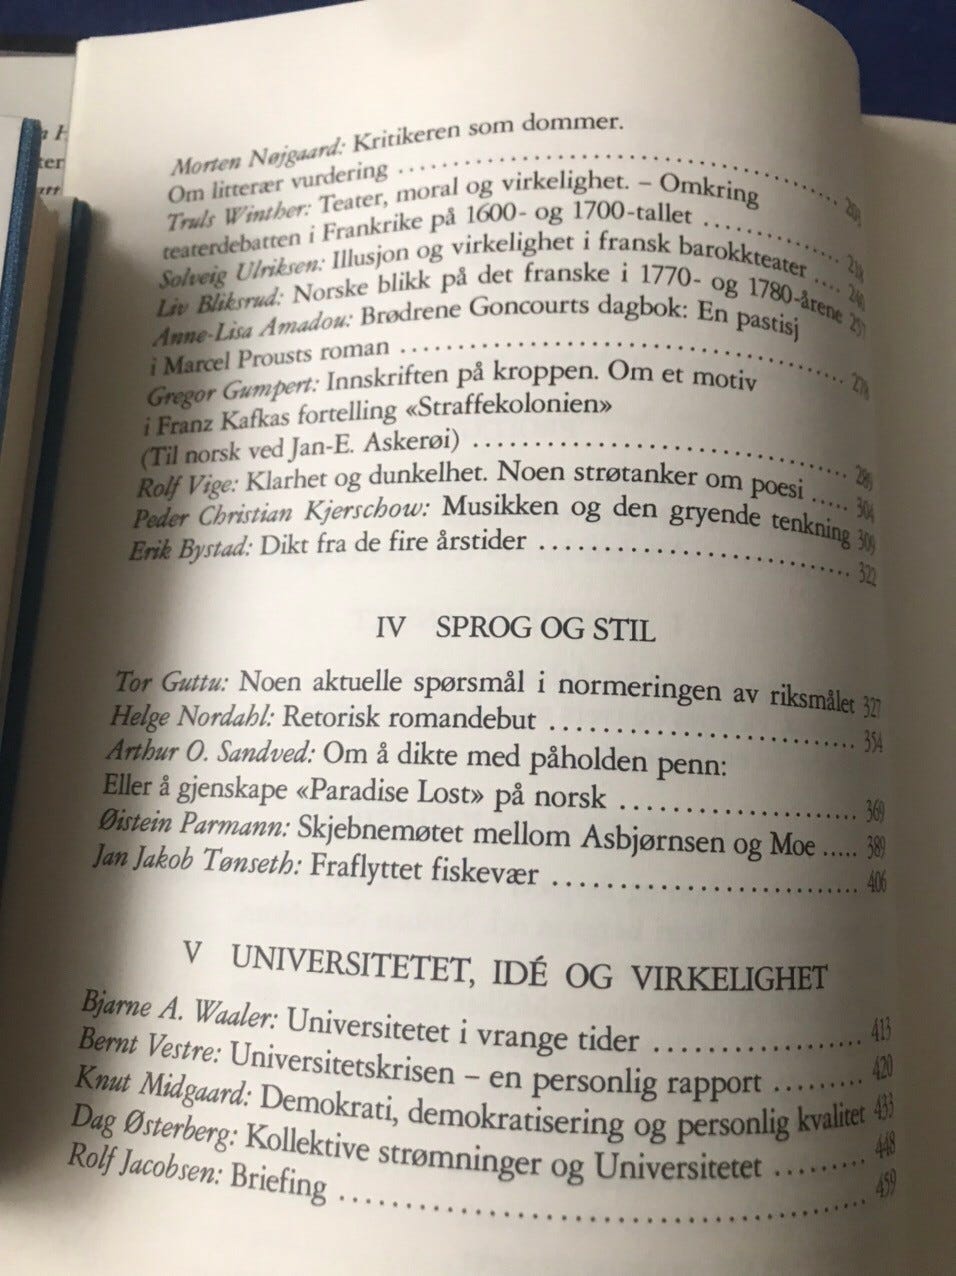 Morten Nøjgaard: Kritikeren som dommer.
Om litterær vurdering .......... 203
Truls Winther: Teater, moral og virkelighet. – Omkring
teaterdebatten i Frankrike på 1600- og 1700-tallet .......... 218
Solveig Ulriksen: Illusjon og virkelighet i fransk barokkteater .... 240
Liv Bliksrud: Norske blikk på det franske i 1770- og 1780-årene 257
Anne-Lisa Amadou: Brødrene Goncourts dagbok: En pastisj
i Marcel Prousts roman .......... 278
Gregor Gumpert: Innskriften på kroppen. Om et motiv
i Franz Kafkas fortelling «Straffekolonien»
(Til norsk ved Jan-E. Askerøi) .......... 289
Rolf Vige: Klarhet og dunkelhet. Noen strøtanker om poesi ..... 304
Peder Christian Kjerschow: Musikken og den gryende tenkning 309
Erik Bystad: Dikt fra de fire årstider .......... 322
IV SPROG OG STIL
Tor Guttu: Noen aktuelle spørsmål i normeringen av riksmålet 327
Helge Nordahl: Retorisk romandebut .......... 354
Arthur O. Sandved: Om å dikte med påholden penn:
Eller å gjenskape «Paradise Lost» på norsk .......... 369
Øistein Parmann: Skjebnemøtet mellom Asbjørnsen og Moe ..... 389
Jan Jakob Tønseth: Fraflyttet fiskevær .......... 406
V UNIVERSITETET, IDÉ OG VIRKELIGHET
Bjarne A. Waaler: Universitetet i vrange tider .......... 413
Bernt Vestre: Universitetskrisen – en personlig rapport ......... 420
Knut Midgaard: Demokrati, demokratisering og personlig kvalitet 433
Dag Østerberg: Kollektive strømninger og Universitetet ......... 448
Rolf Jacobsen: Briefing .......... 459